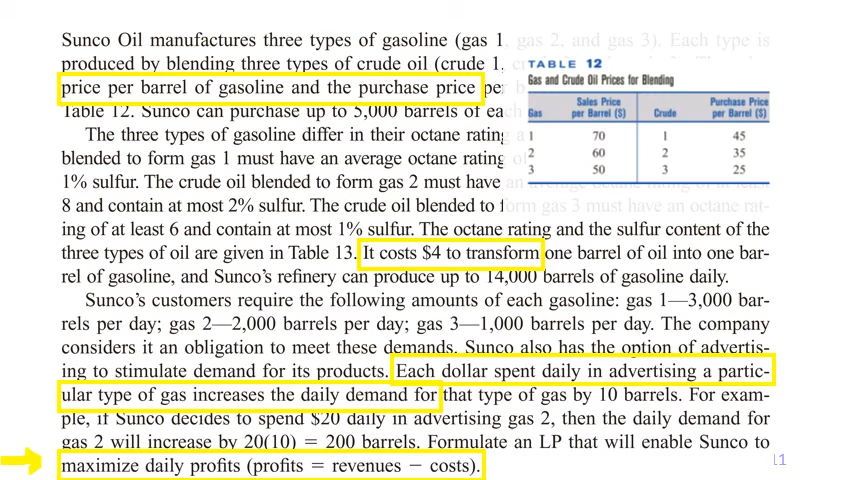 Sunco Oil manufactures three types of gasoline (gas 1, gas 2, and gas 3). Each type is
produced by blending three types of crude oil (crude 1,
price per barrel of gasoline and the purchase price per
Table 12. Sunco can purchase up to 5,000 barrels of each
The three types of gasoline differ in their octane rating
blended to form gas 1 must have an average octane rating
1% sulfur. The crude oil blended to form gas 2 must have an
8 and contain at most 2% sulfur. The crude oil blended to form gas 3 must have an octane rat-
ing of at least 6 and contain at most 1% sulfur. The octane rating and the sulfur content of the
three types of oil are given in Table 13. It costs $4 to transform one barrel of oil into one bar-
rel of gasoline, and Sunco's refinery can produce up to 14,000 barrels of gasoline daily.
Sunco's customers require the following amounts of each gasoline: gas 1—3,000 bar-
rels per day; gas 2—2,000 barrels per day; gas 3—1,000 barrels per day. The company
considers it an obligation to meet these demands. Sunco also has the option of advertis-
ing to stimulate demand for its products. Each dollar spent daily in advertising a partic-
ular type of gas increases the daily demand for that type of gas by 10 barrels. For exam-
ple, if Sunco decides to spend $20 daily in advertising gas 2, then the daily demand for
gas 2 will increase by 20(10) = 200 barrels. Formulate an LP that will enable Sunco to
maximize daily profits (profits = revenues − costs).
TABLE 12
Gas and Crude Oil Prices for Blending
Gas Sales Price per Barrel ($) Crude Purchase Price per Barrel ($)
1 70 1 45
2 60 2 35
3 50 3 25
11